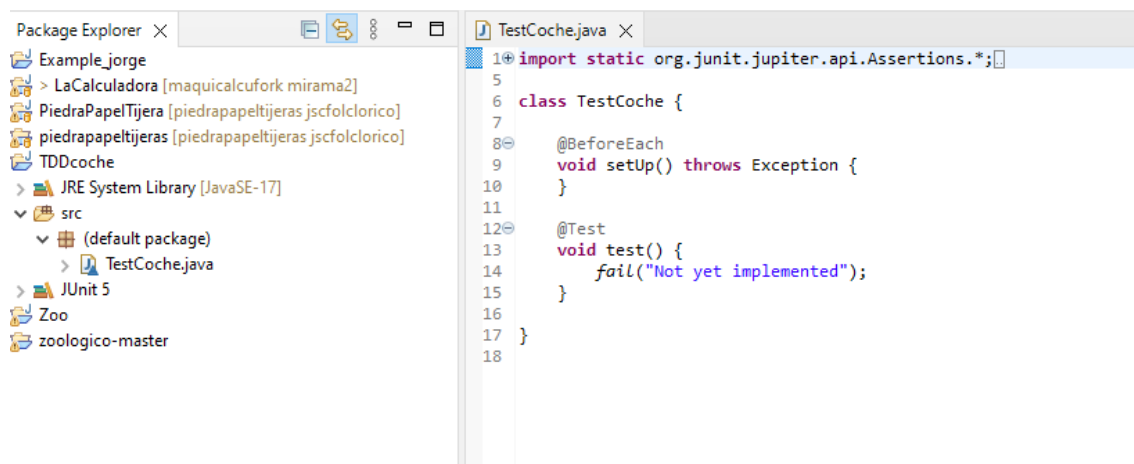 Package Explorer
Example_jorge
> LaCalculadora [maquicalcufork mirama2]
PiedraPapelTijera [piedrapapeltijeras jscfolclorico]
piedrapapeltijeras [piedrapapeltijeras jscfolclorico]
TDDcoche
JRE System Library [JavaSE-17]
src
(default package)
TestCoche.java
JUnit 5
Zoo
zoologico-master
TestCoche.java
1 import static org.junit.jupiter.api.Assertions.*;
5
6 class TestCoche {
7
8 @BeforeEach
9 void setUp() throws Exception {
10 }
11
12 @Test
13 void test() {
14 fail("Not yet implemented");
15 }
16
17 }
18